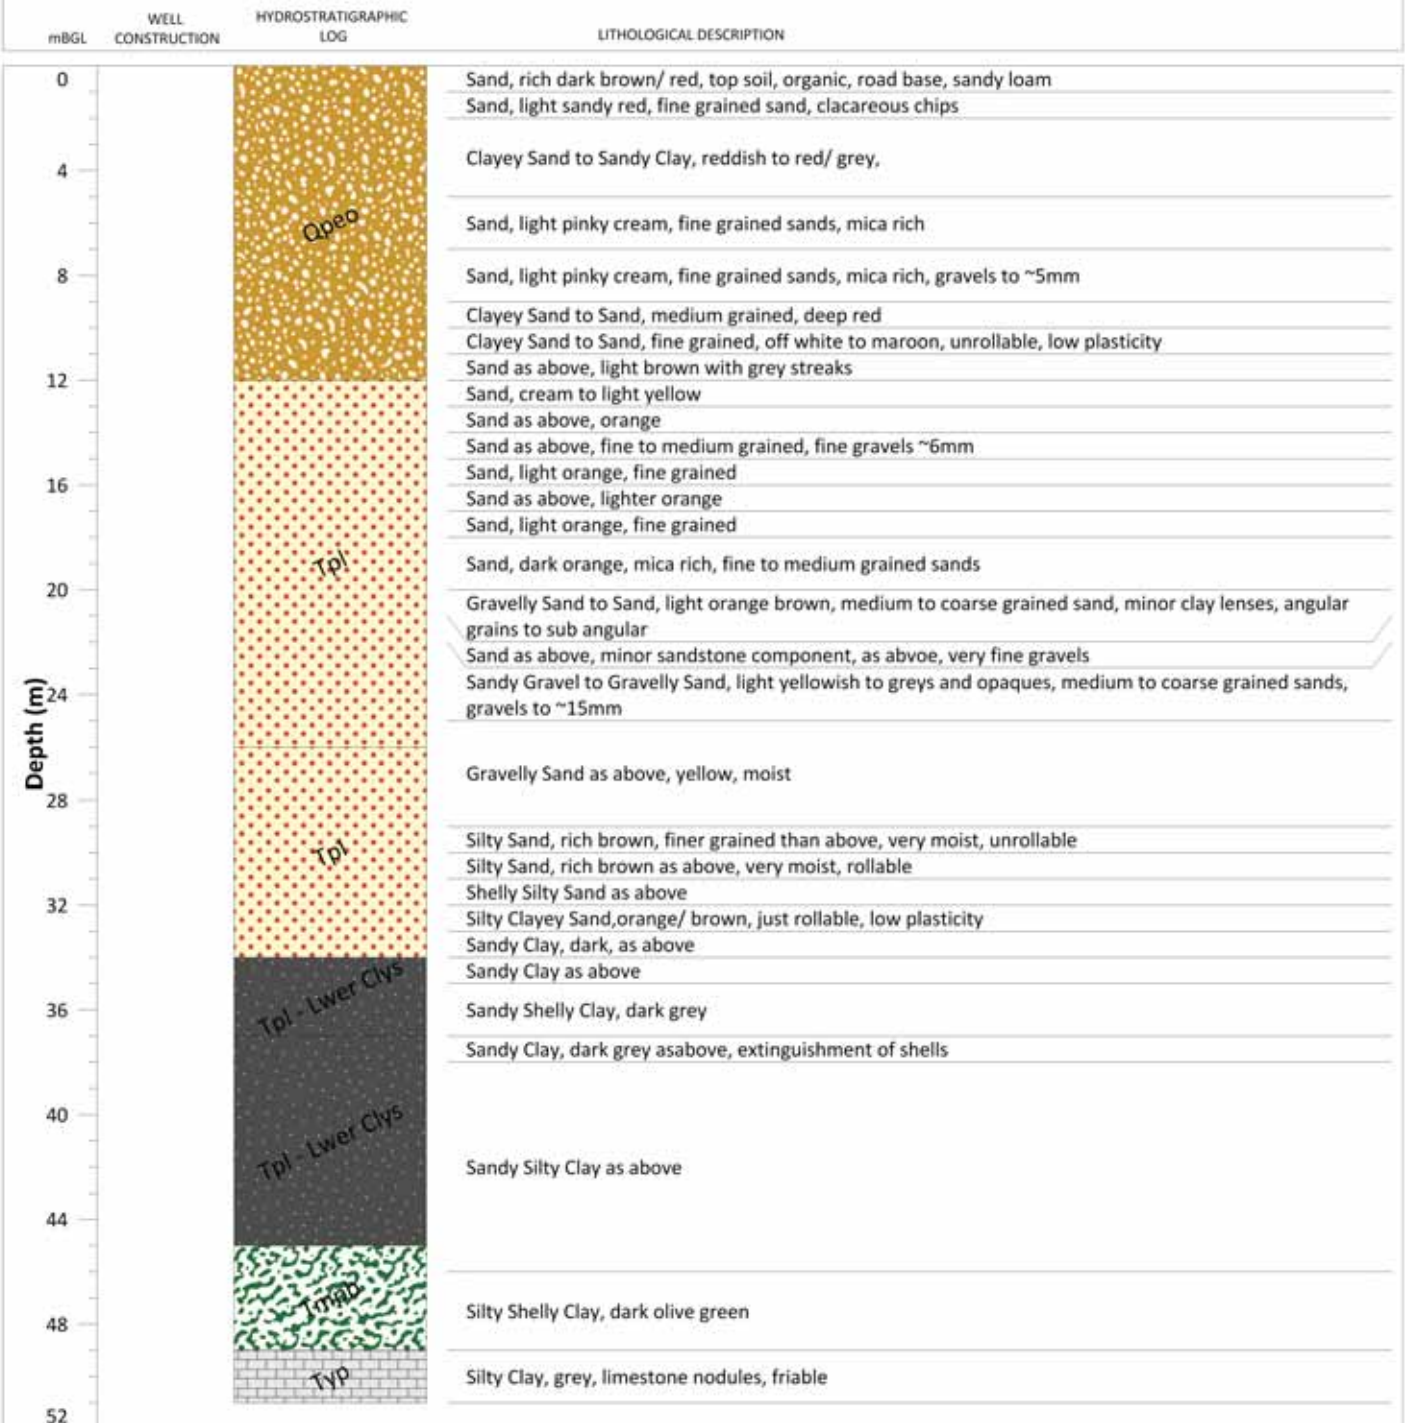 mBGL
WELL
CONSTRUCTION
HYDROSTRATIGRAPHIC
LOG
LITHOLOGICAL DESCRIPTION
Depth (m)
0
4
8
12
16
20
24
28
32
36
40
44
48
52
Qpeo
Tpl
Tpl
Tpl - Lwer Clys
Tpl - Lwer Clys
Tmpb
Typ
Sand, rich dark brown/ red, top soil, organic, road base, sandy loam
Sand, light sandy red, fine grained sand, clacareous chips
Clayey Sand to Sandy Clay, reddish to red/ grey,
Sand, light pinky cream, fine grained sands, mica rich
Sand, light pinky cream, fine grained sands, mica rich, gravels to ~5mm
Clayey Sand to Sand, medium grained, deep red
Clayey Sand to Sand, fine grained, off white to maroon, unrollable, low plasticity
Sand as above, light brown with grey streaks
Sand, cream to light yellow
Sand as above, orange
Sand as above, fine to medium grained, fine gravels ~6mm
Sand, light orange, fine grained
Sand as above, lighter orange
Sand, light orange, fine grained
Sand, dark orange, mica rich, fine to medium grained sands
Gravelly Sand to Sand, light orange brown, medium to coarse grained sand, minor clay lenses, angular
grains to sub angular
Sand as above, minor sandstone component, as abvoe, very fine gravels
Sandy Gravel to Gravelly Sand, light yellowish to greys and opaques, medium to coarse grained sands,
gravels to ~15mm
Gravelly Sand as above, yellow, moist
Silty Sand, rich brown, finer grained than above, very moist, unrollable
Silty Sand, rich brown as above, very moist, rollable
Shelly Silty Sand as above
Silty Clayey Sand,orange/ brown, just rollable, low plasticity
Sandy Clay, dark, as above
Sandy Clay as above
Sandy Shelly Clay, dark grey
Sandy Clay, dark grey asabove, extinguishment of shells
Sandy Silty Clay as above
Silty Shelly Clay, dark olive green
Silty Clay, grey, limestone nodules, friable